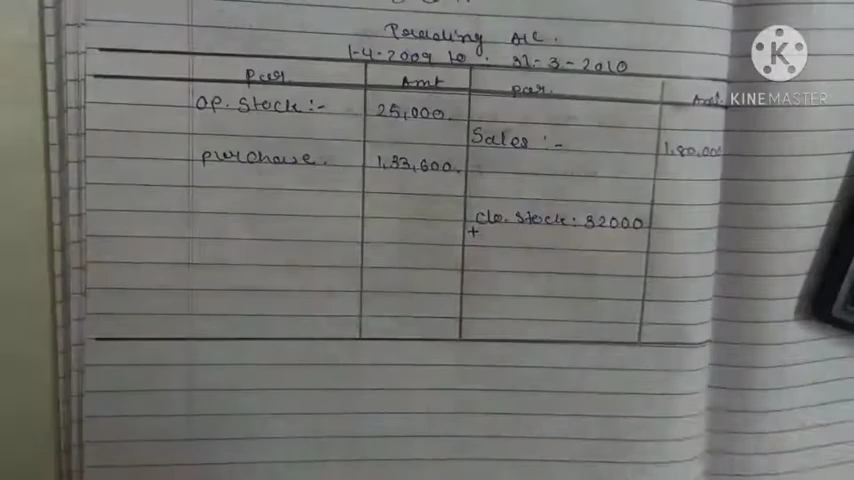 Trading A/c.
1-4-2009 to. 31-3-2010
par. Amt par. Amt
op. Stock :- 25,000.
Sales :- 1,80,000
purchase. 1,33,600.
clo. stock: 32000
+
KINEMASTER